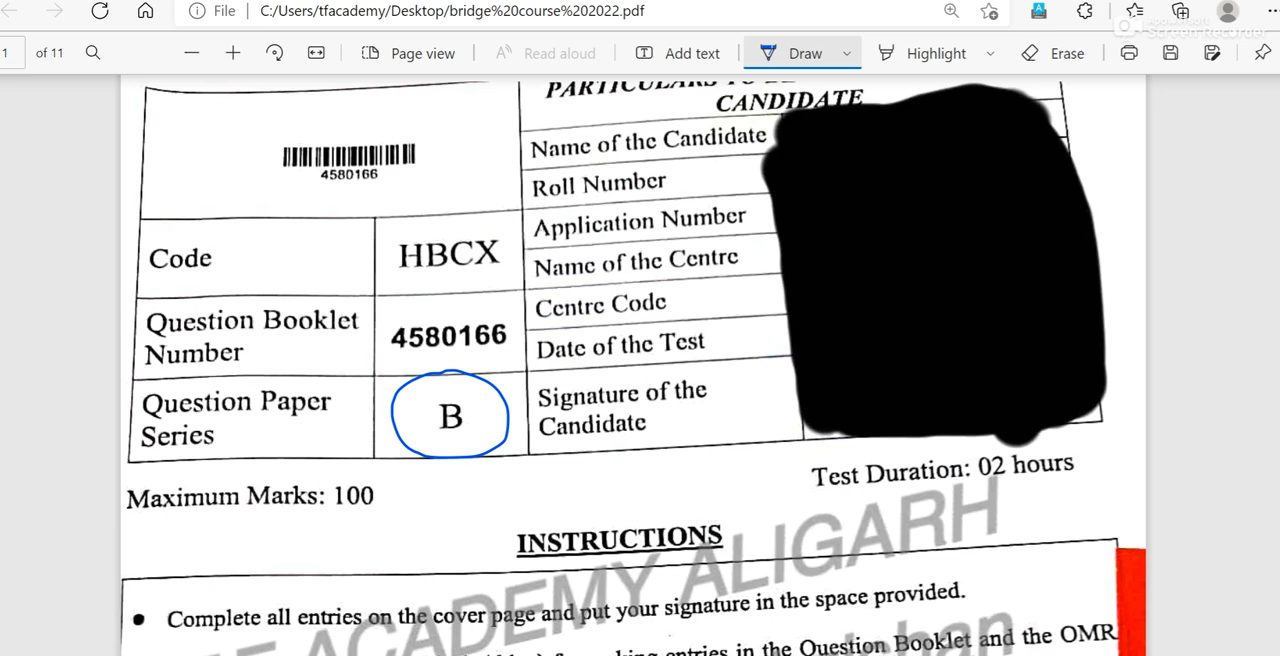 File C:/Users/tfacademy/Desktop/bridge%20course%202022.pdf
1 of 11 Page view Read aloud Add text Draw Highlight Erase
Screen Recorder
CANDIDATE
4580166
Name of the Candidate
Roll Number
Application Number
Code HBCX
Name of the Centre
Centre Code
Question Booklet
Number
4580166
Date of the Test
Question Paper
Series
B
Signature of the
Candidate
Maximum Marks: 100
Test Duration: 02 hours
INSTRUCTIONS
ACADEMY ALIGARH
• Complete all entries on the cover page and put your signature in the space provided.
entries in the Question Booklet and the OMR